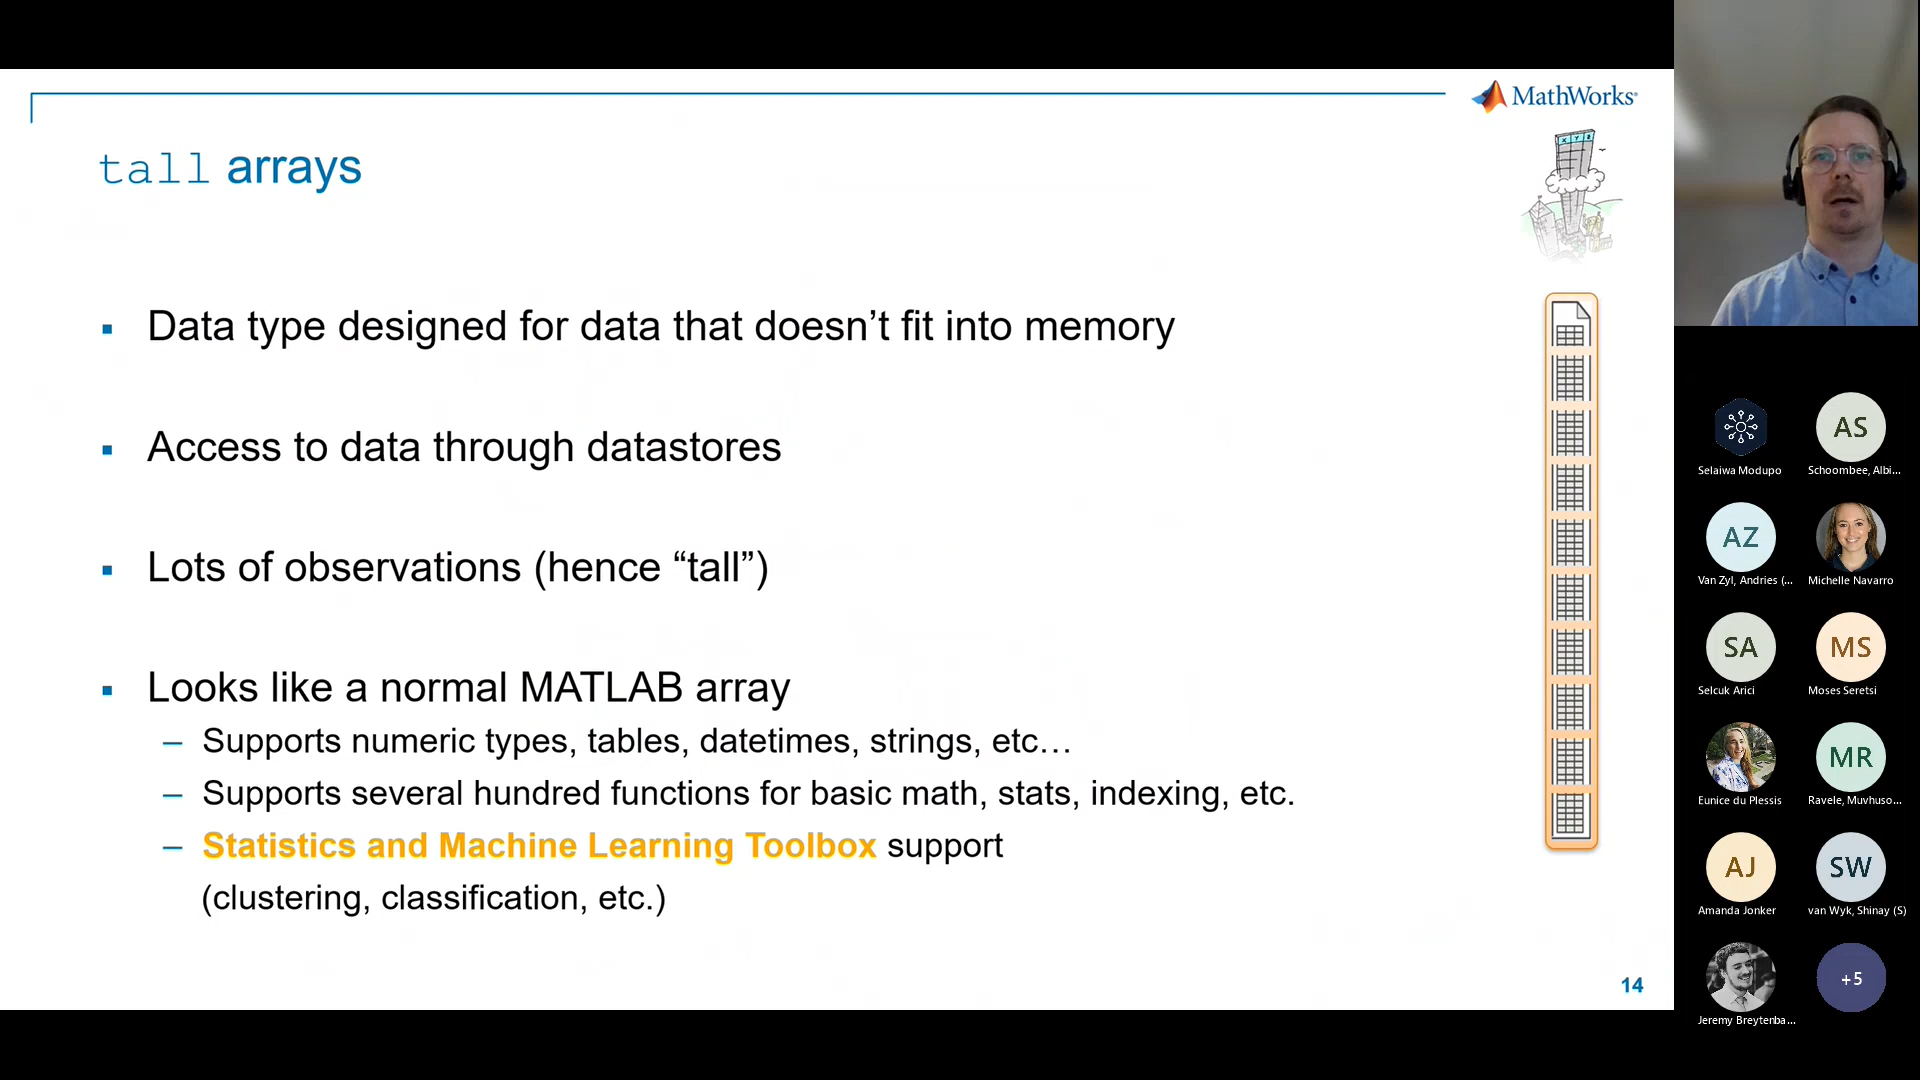 MathWorks®
X Y Z
tall arrays
Data type designed for data that doesn’t fit into memory
Access to data through datastores
Lots of observations (hence “tall”)
Looks like a normal MATLAB array
– Supports numeric types, tables, datetimes, strings, etc…
– Supports several hundred functions for basic math, stats, indexing, etc.
– Statistics and Machine Learning Toolbox support
(clustering, classification, etc.)
14
AS
Selaiwa Modupo
Schoombee, Albi...
AZ
Van Zyl, Andries (...
Michelle Navarro
SA
MS
Selcuk Arici
Moses Seretsi
MR
Eunice du Plessis
Ravele, Muvhuso...
AJ
SW
Amanda Jonker
van Wyk, Shinay (S)
+5
Jeremy Breytenba...